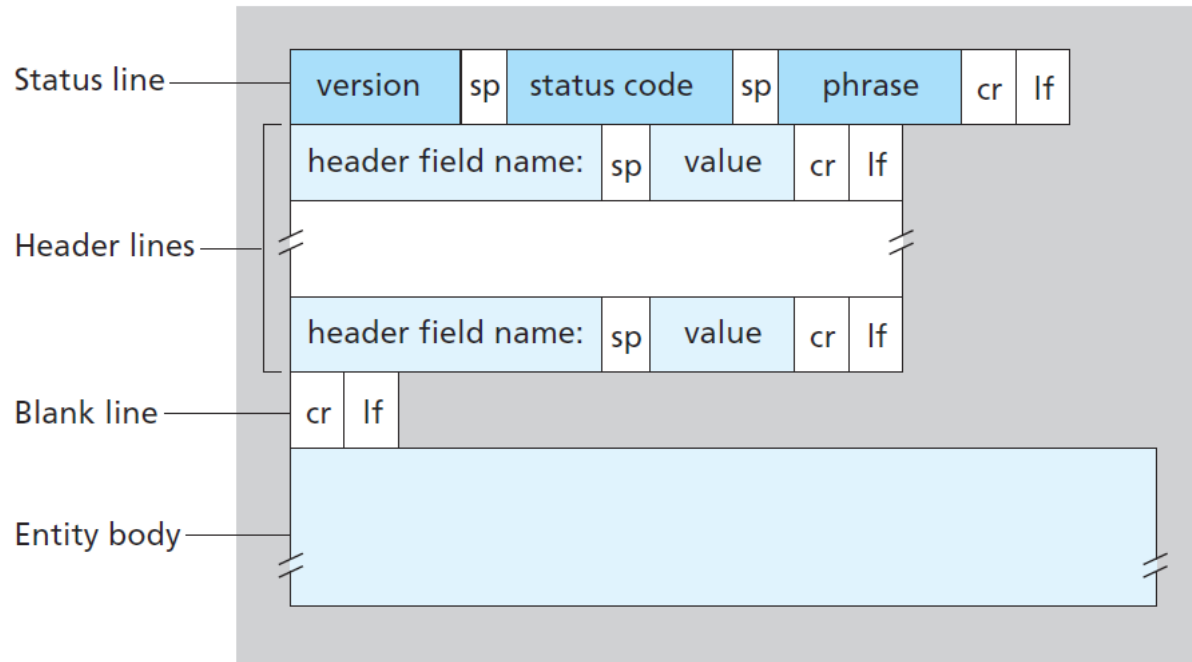 Status line version sp status code sp phrase cr lf
header field name: sp value cr lf
Header lines
header field name: sp value cr lf
Blank line cr lf
Entity body